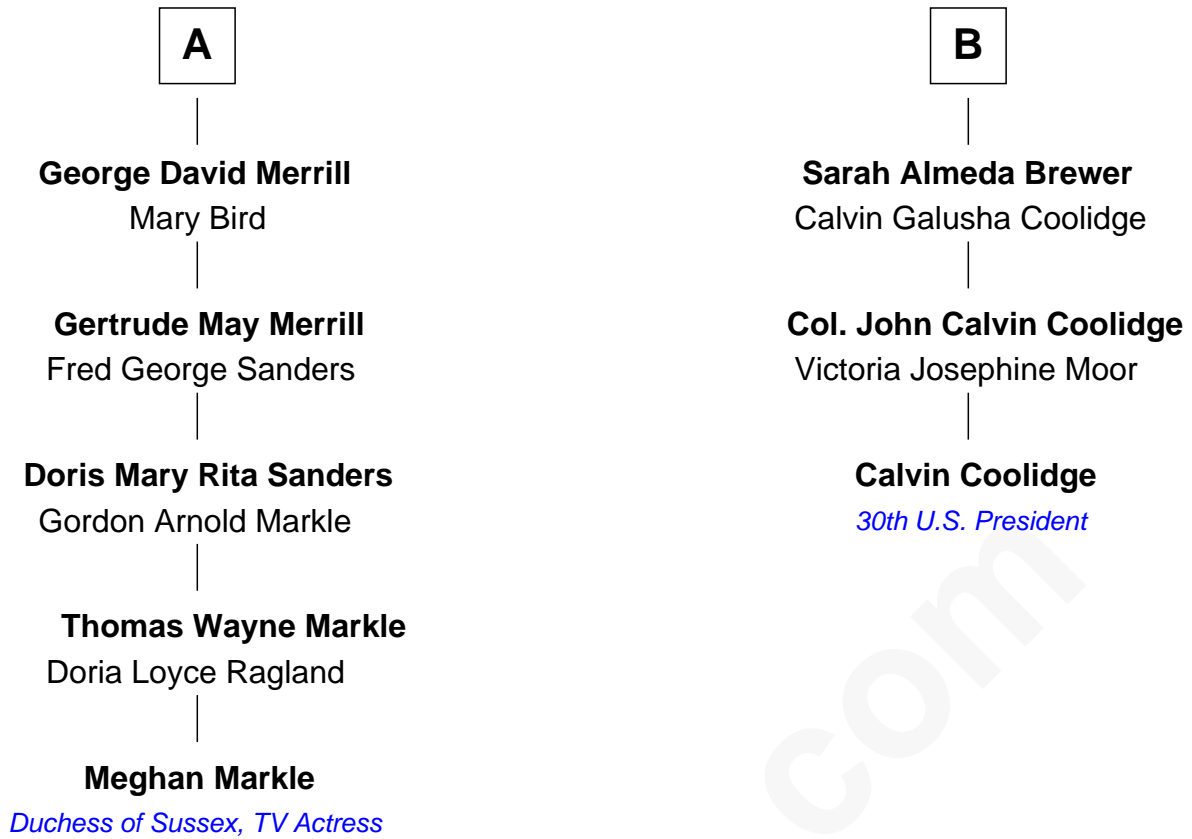 A
George David Merrill
Mary Bird
Gertrude May Merrill
Fred George Sanders
Doris Mary Rita Sanders
Gordon Arnold Markle
Thomas Wayne Markle
Doria Loyce Ragland
Meghan Markle
Duchess of Sussex, TV Actress
B
Sarah Almeda Brewer
Calvin Galusha Coolidge
Col. John Calvin Coolidge
Victoria Josephine Moor
Calvin Coolidge
30th U.S. President
com